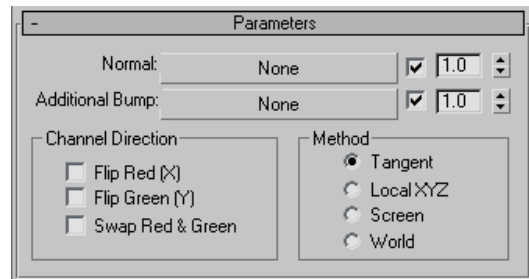 - Parameters
Normal: None 1.0
Additional Bump: None 1.0
Channel Direction
Flip Red (X)
Flip Green (Y)
Swap Red & Green
Method
Tangent
Local XYZ
Screen
World